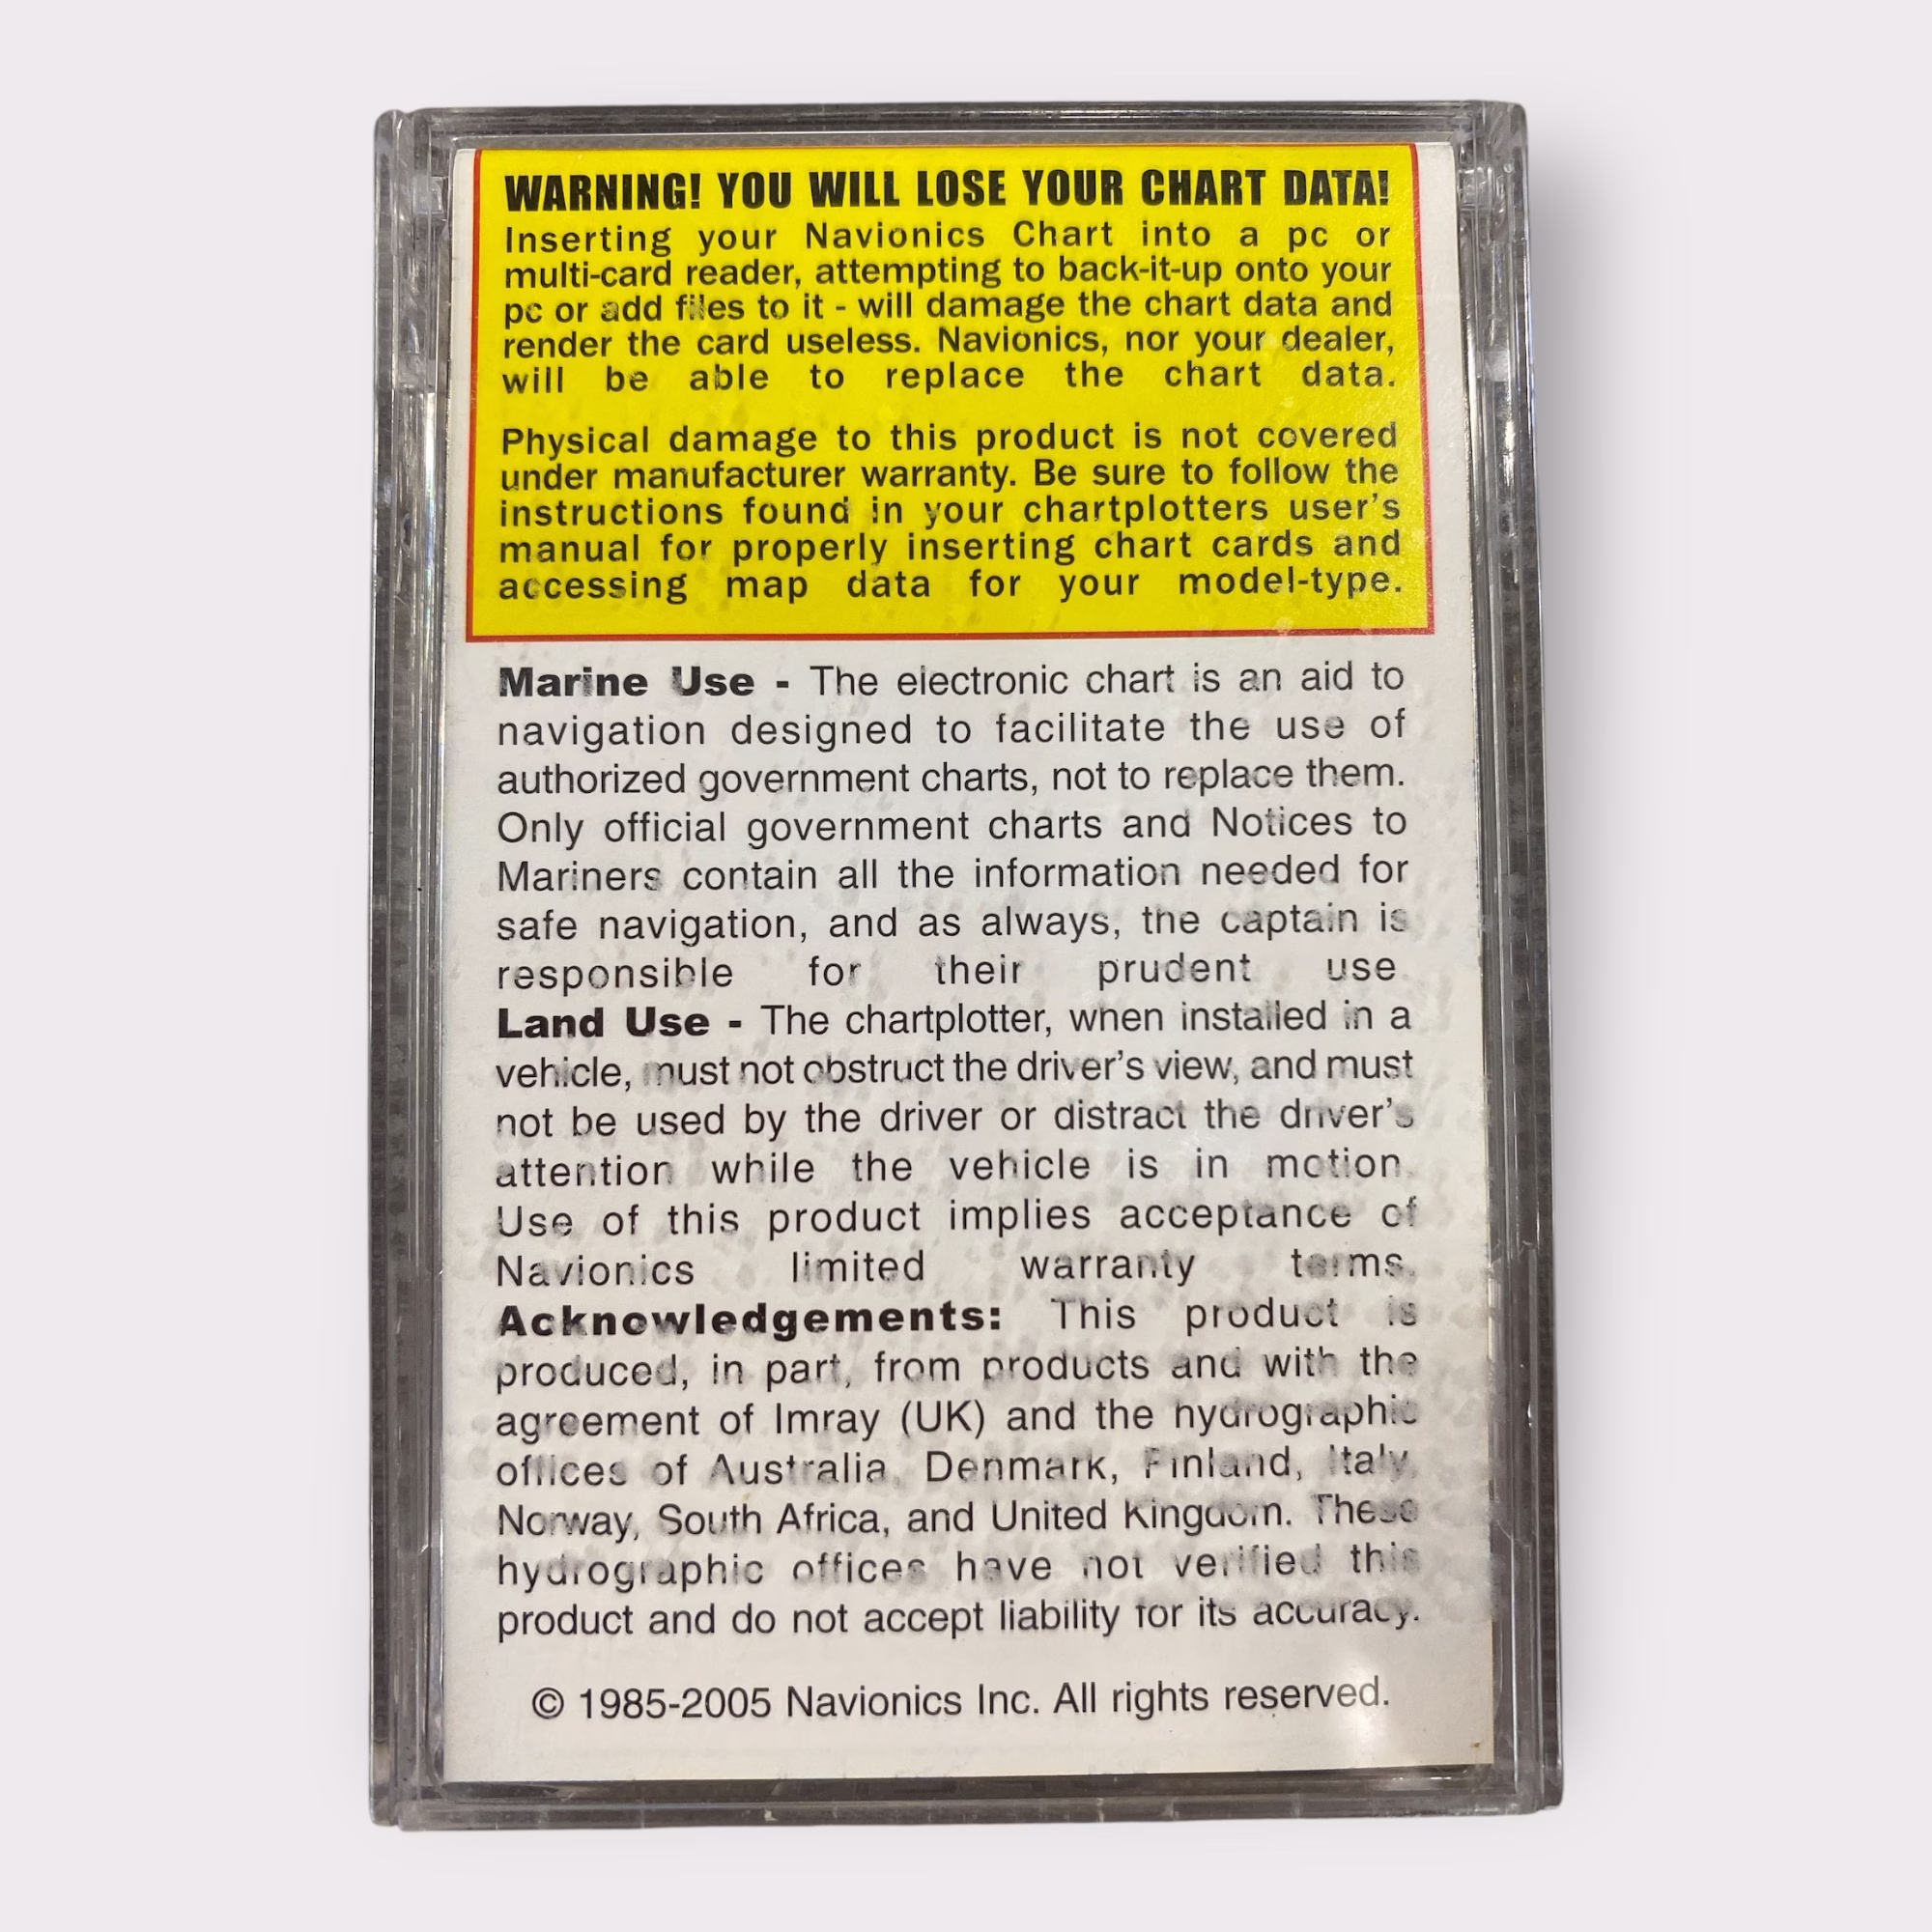 WARNING! YOU WILL LOSE YOUR CHART DATA!
Inserting your Navionics Chart into a pc or
multi-card reader, attempting to back-it-up onto your
pc or add files to it - will damage the chart data and
render the card useless. Navionics, nor your dealer,
will be able to replace the chart data.
Physical damage to this product is not covered
under manufacturer warranty. Be sure to follow the
instructions found in your chartplotters user's
manual for properly inserting chart cards and
accessing map data for your model-type.
Marine Use - The electronic chart is an aid to
navigation designed to facilitate the use of
authorized government charts, not to replace them.
Only official government charts and Notices to
Mariners contain all the information needed for
safe navigation, and as always, the captain is
responsible for their prudent use.
Land Use - The chartplotter, when installed in a
vehicle, must not obstruct the driver's view, and must
not be used by the driver or distract the driver's
attention while the vehicle is in motion.
Use of this product implies acceptance of
Navionics limited warranty terms.
Acknowledgements: This product is
produced, in part, from products and with the
agreement of Imray (UK) and the hydrographic
offices of Australia, Denmark, Finland, Italy,
Norway, South Africa, and United Kingdom. These
hydrographic offices have not verified this
product and do not accept liability for its accuracy.
© 1985-2005 Navionics Inc. All rights reserved.